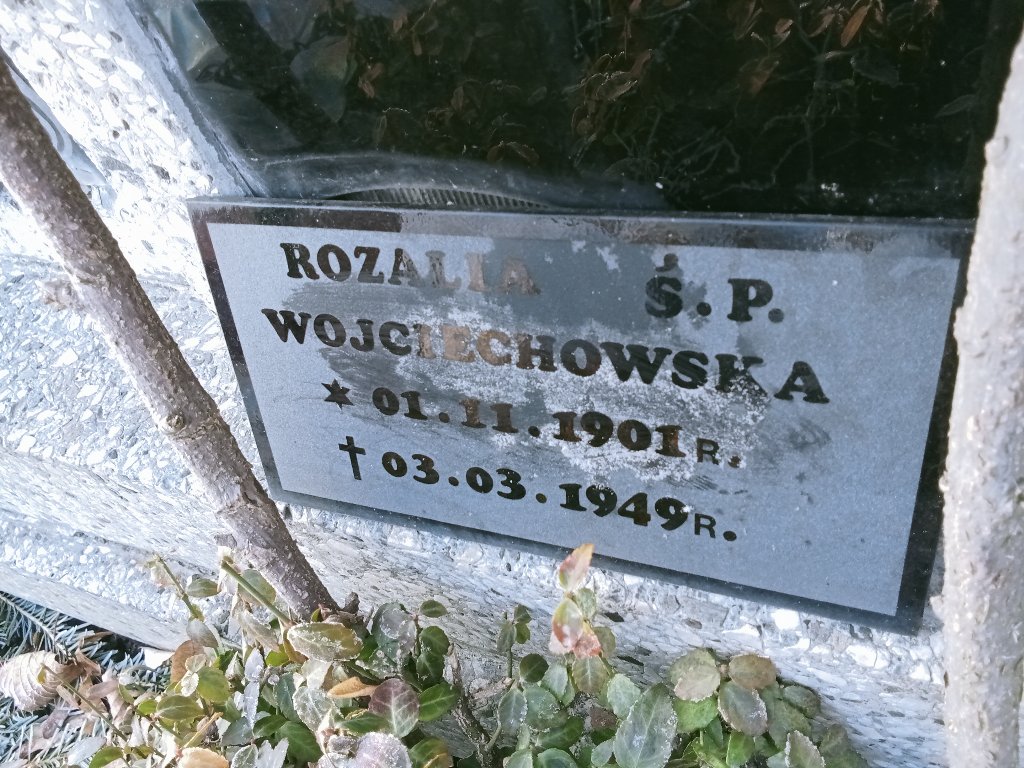 ROZALIA Ś.P.
WOJCIECHOWSKA
* 01.11.1901R.
† 03.03.1949R.